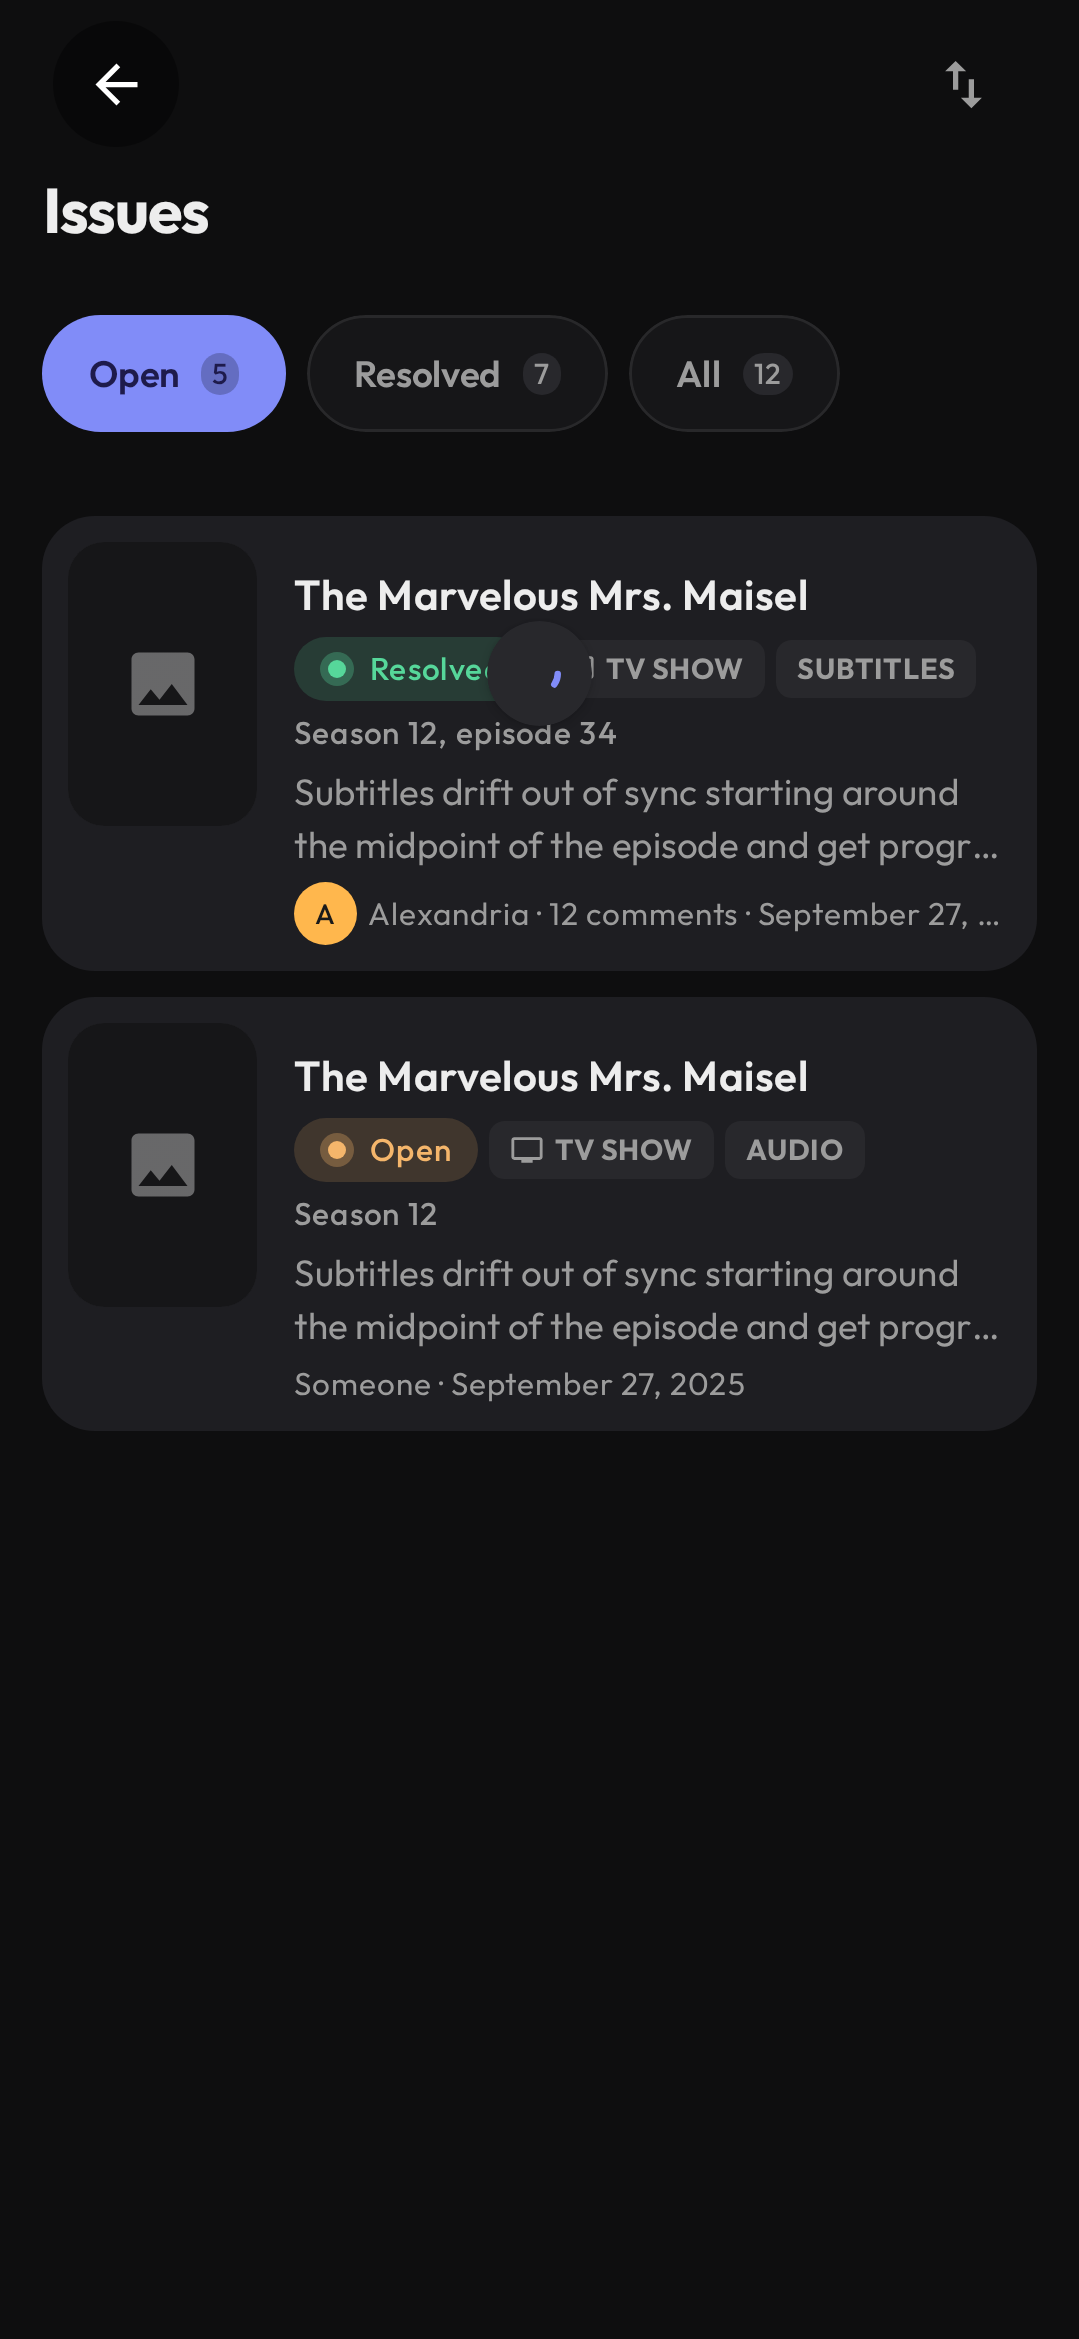 Issues
Open 5 Resolved 7 All 12
The Marvelous Mrs. Maisel
TV SHOW SUBTITLES
Season 12, episode 34
Subtitles drift out of sync starting around
the midpoint of the episode and get progr...
A Alexandria · 12 comments · September 27, ...
The Marvelous Mrs. Maisel
Open TV SHOW AUDIO
Season 12
Subtitles drift out of sync starting around
the midpoint of the episode and get progr...
Someone · September 27, 2025